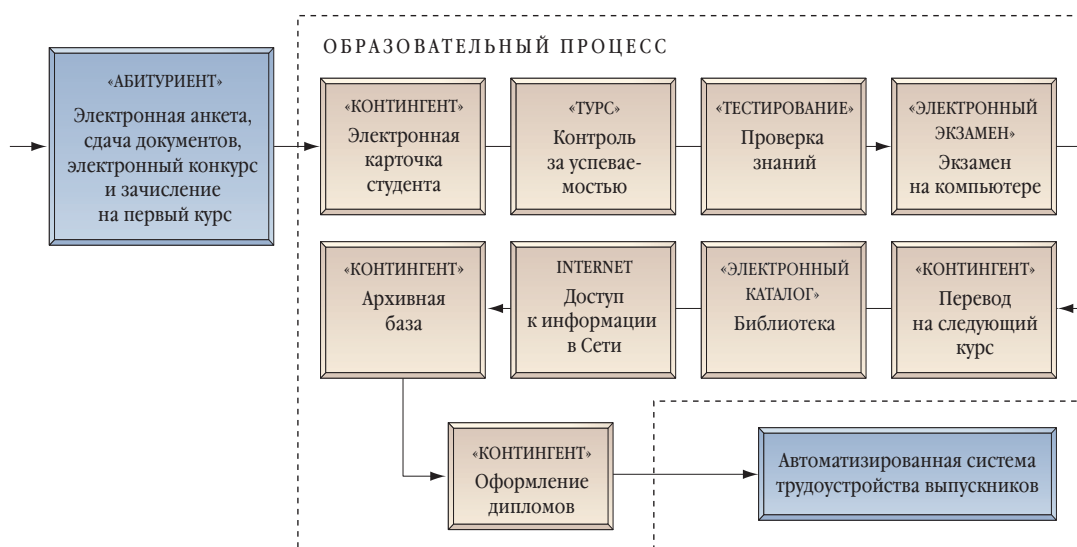 ОБРАЗОВАТЕЛЬНЫЙ ПРОЦЕСС
«АБИТУРИЕНТ»
Электронная анкета,
сдача документов,
электронный конкурс
и зачисление
на первый курс
«КОНТИНГЕНТ»
Электронная
карточка
студента
«ТУРС»
Контроль
за успевае-
мостью
«ТЕСТИРОВАНИЕ»
Проверка
знаний
«ЭЛЕКТРОННЫЙ
ЭКЗАМЕН»
Экзамен
на компьютере
«КОНТИНГЕНТ»
Архивная
база
INTERNET
Доступ
к информации
в Сети
«ЭЛЕКТРОННЫЙ
КАТАЛОГ»
Библиотека
«КОНТИНГЕНТ»
Перевод
на следующий
курс
«КОНТИНГЕНТ»
Оформление
дипломов
Автоматизированная система
трудоустройства выпускников